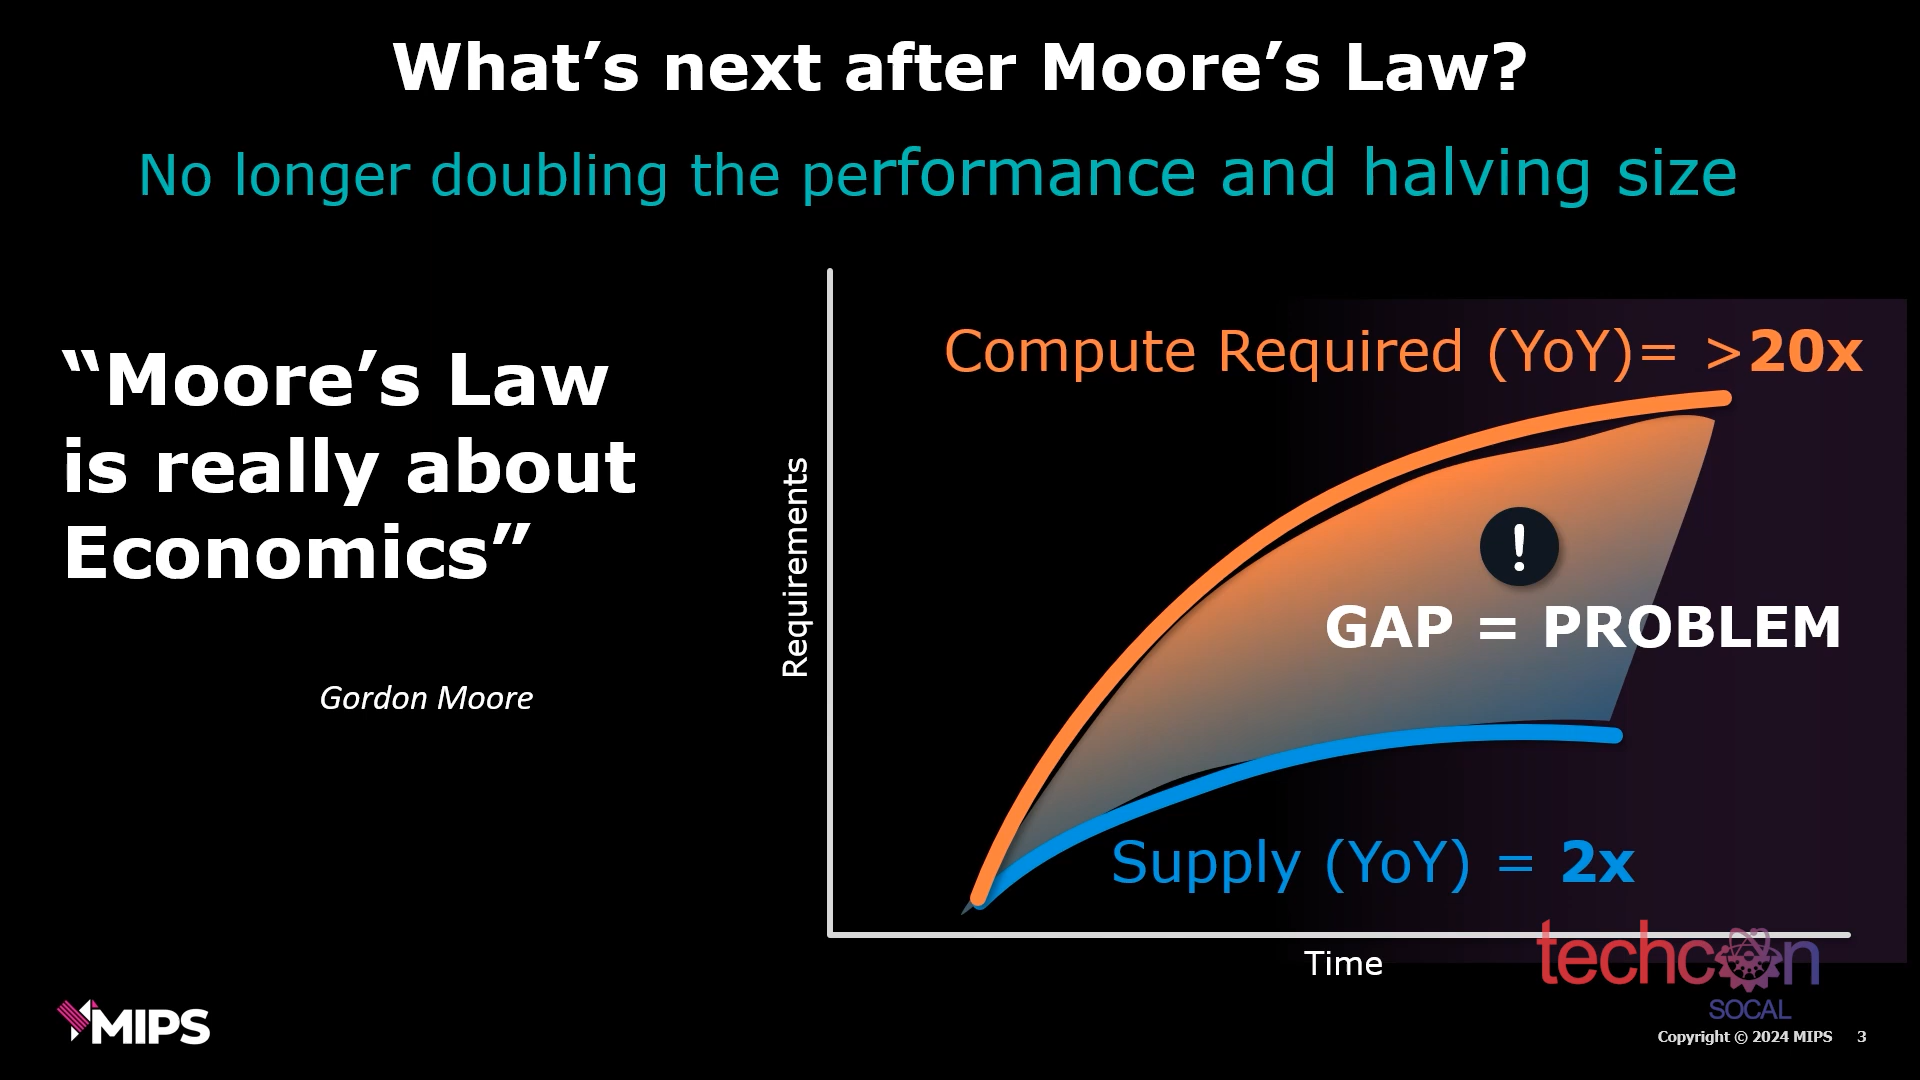 What’s next after Moore’s Law?
No longer doubling the performance and halving size
“Moore’s Law
is really about
Economics”
Gordon Moore
Requirements
Compute Required (YoY)= >20x
!
GAP = PROBLEM
Supply (YoY) = 2x
Time
techcon
SOCAL
MIPS
Copyright © 2024 MIPS 3